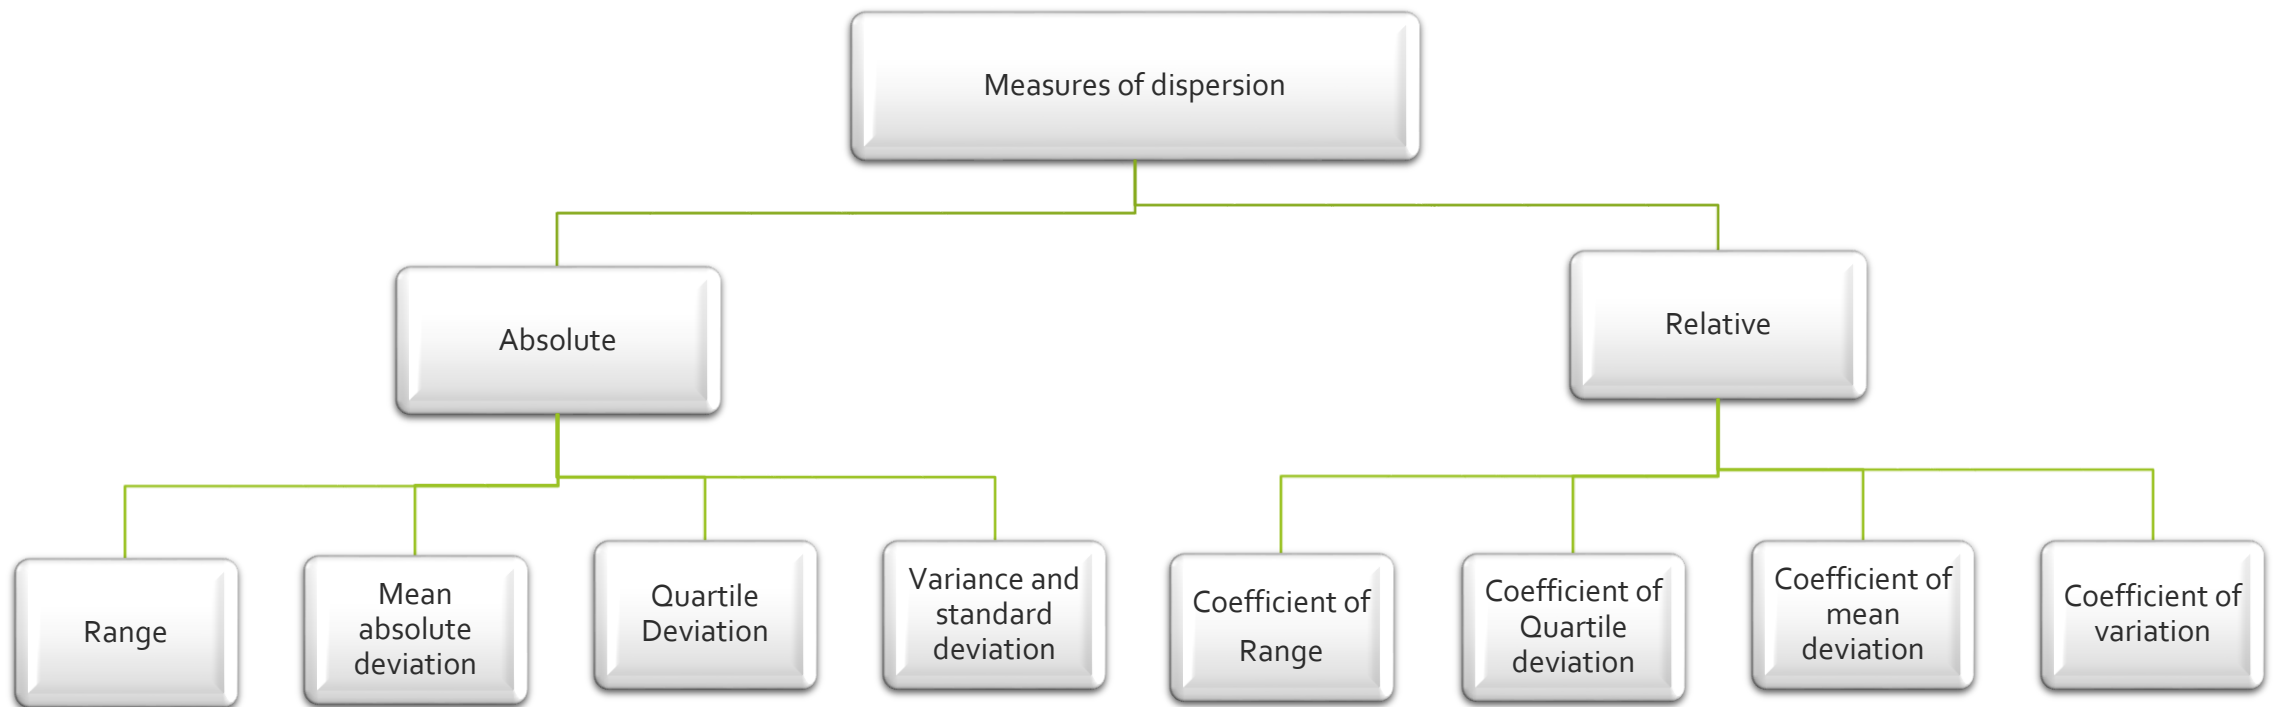 Measures of dispersion
Absolute
Relative
Range
Mean
absolute
deviation
Quartile
Deviation
Variance and
standard
deviation
Coefficient of
Range
Coefficient of
Quartile
deviation
Coefficient of
mean
deviation
Coefficient of
variation